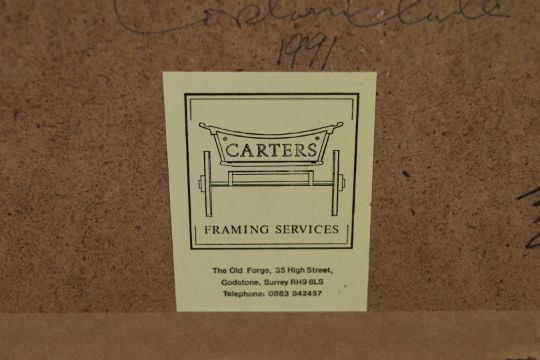 1991
CARTERS
FRAMING SERVICES
The Old Forge, 35 High Street,
Godstone, Surrey RH9 8LS
Telephone: 0883 842457